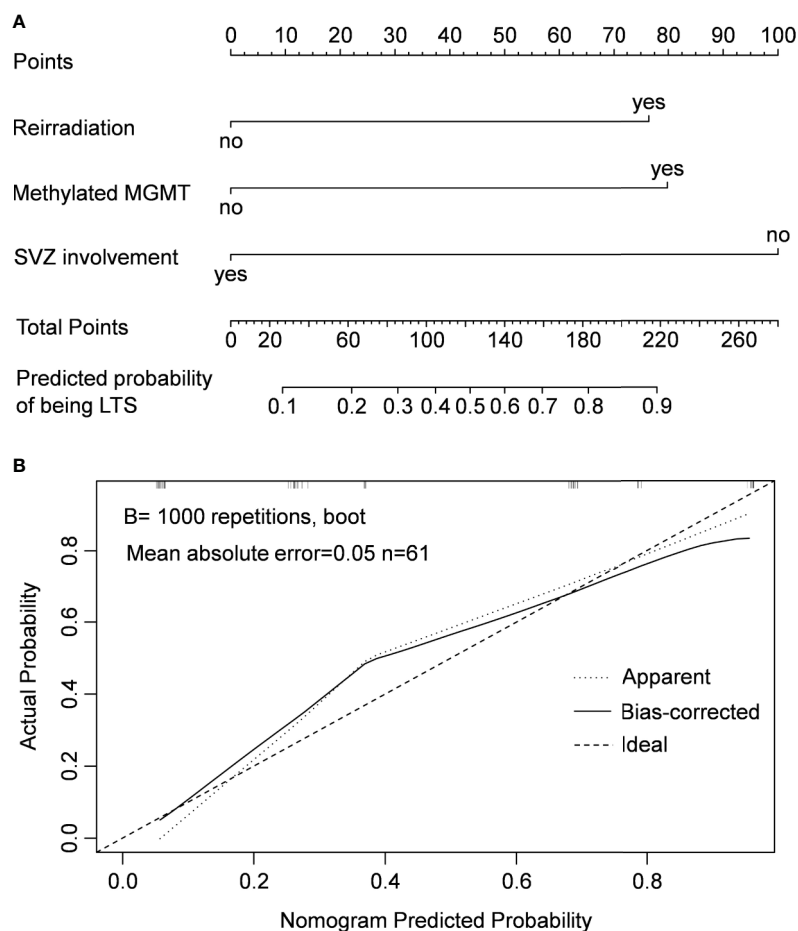 A
0 10 20 30 40 50 60 70 80 90 100
Points
yes
Reirradiation
no
yes
Methylated MGMT
no
no
SVZ involvement
yes
Total Points
0 20 60 100 140 180 220 260
Predicted probability
of being LTS
0.1 0.2 0.3 0.4 0.5 0.6 0.7 0.8 0.9
B
B= 1000 repetitions, boot
Mean absolute error=0.05 n=61
Actual Probability
0.8
0.6
0.4
0.2
0.0
Apparent
Bias-corrected
Ideal
0.0 0.2 0.4 0.6 0.8
Nomogram Predicted Probability